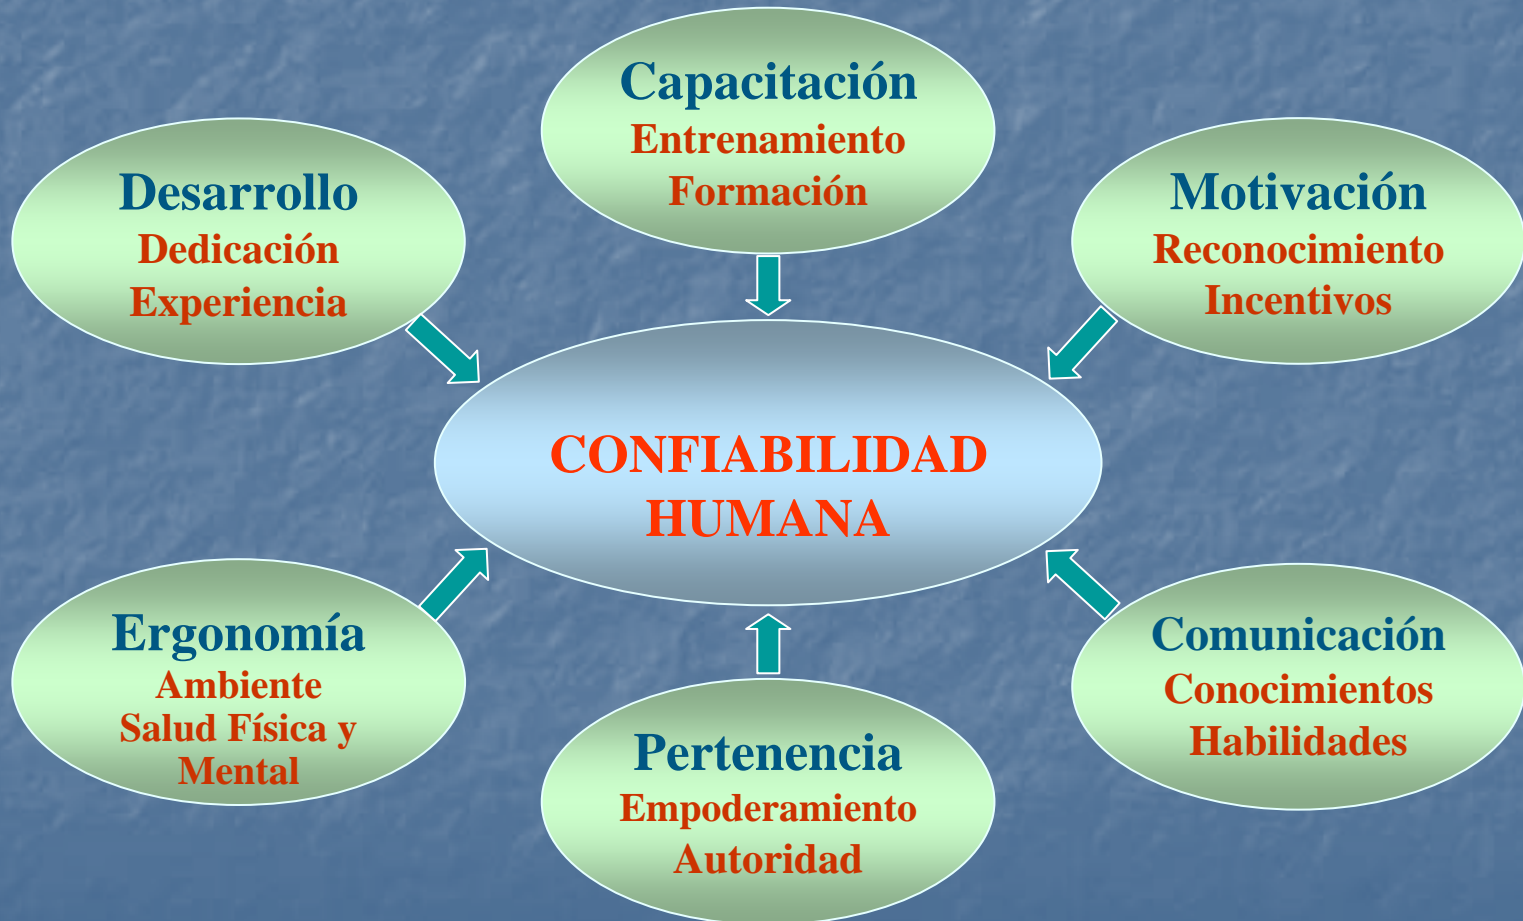 Capacitación
Entrenamiento
Formación
Desarrollo
Dedicación
Experiencia
Motivación
Reconocimiento
Incentivos
CONFIABILIDAD
HUMANA
Ergonomía
Ambiente
Salud Física y
Mental
Pertenencia
Empoderamiento
Autoridad
Comunicación
Conocimientos
Habilidades